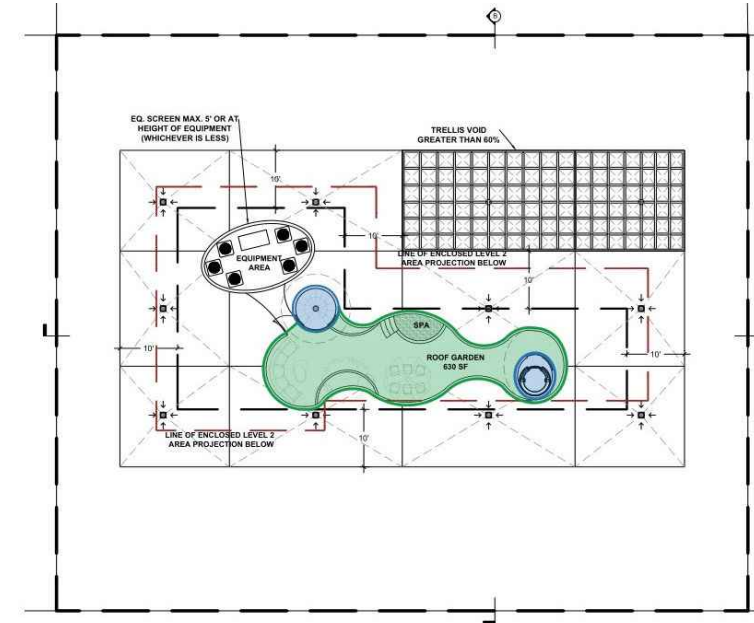 B
EQ. SCREEN MAX. 5' OR AT
HEIGHT OF EQUIPMENT
(WHICHEVER IS LESS)
TRELLIS VOID
GREATER THAN 60%
10'
10'
EQUIPMENT
AREA
LINE OF ENCLOSED LEVEL 2
AREA PROJECTION BELOW
10'
SPA
10'
10'
ROOF GARDEN
630 SF
LINE OF ENCLOSED LEVEL 2
AREA PROJECTION BELOW
10'